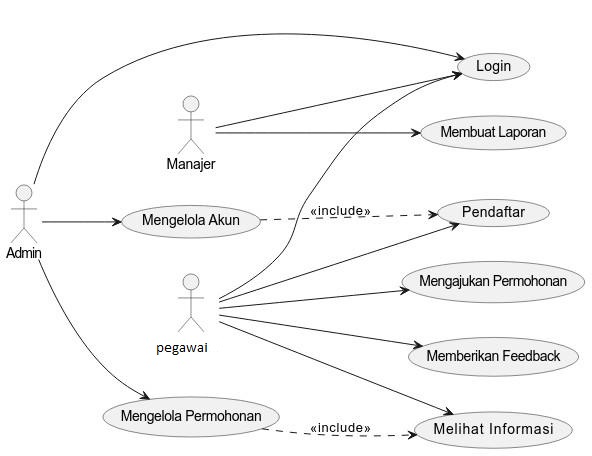 Login
Manajer
Membuat Laporan
Admin
Mengelola Akun
«include»
Pendaftar
pegawai
Mengajukan Permohonan
Memberikan Feedback
Mengelola Permohonan
«include»
Melihat Informasi